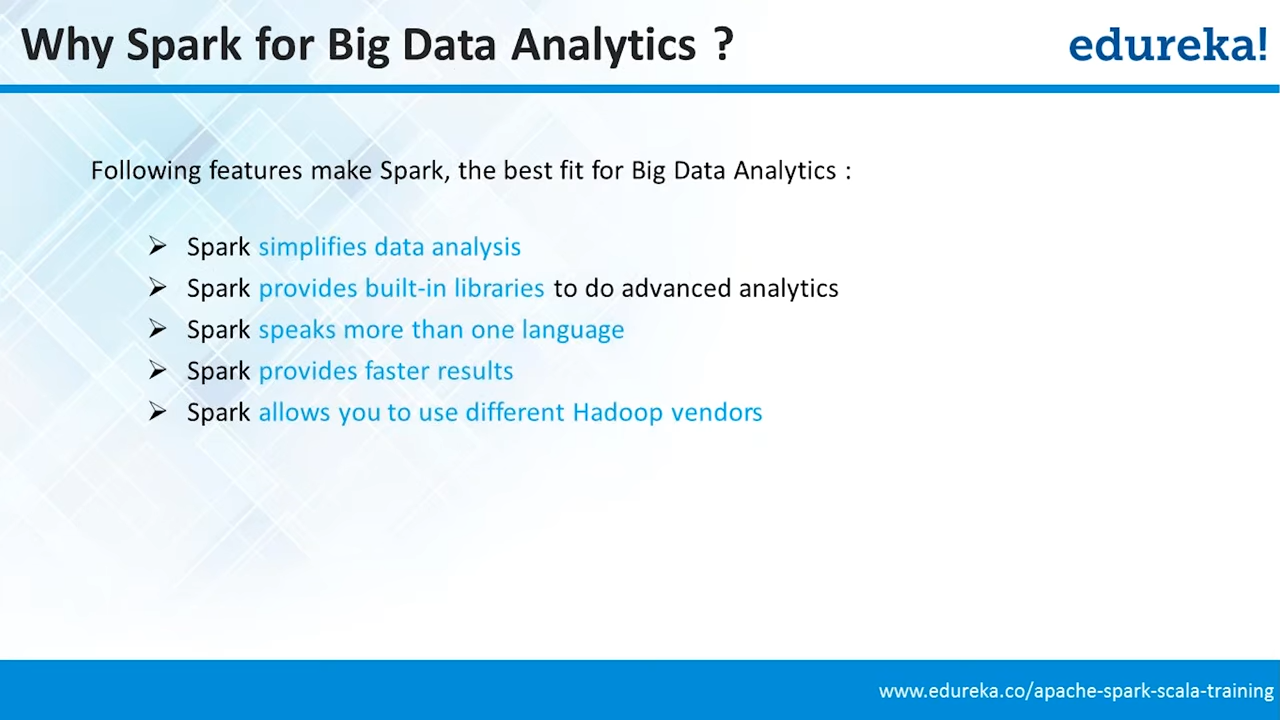 Why Spark for Big Data Analytics ?
edureka!
Following features make Spark, the best fit for Big Data Analytics :
➢ Spark simplifies data analysis
➢ Spark provides built-in libraries to do advanced analytics
➢ Spark speaks more than one language
➢ Spark provides faster results
➢ Spark allows you to use different Hadoop vendors
www.edureka.co/apache-spark-scala-training